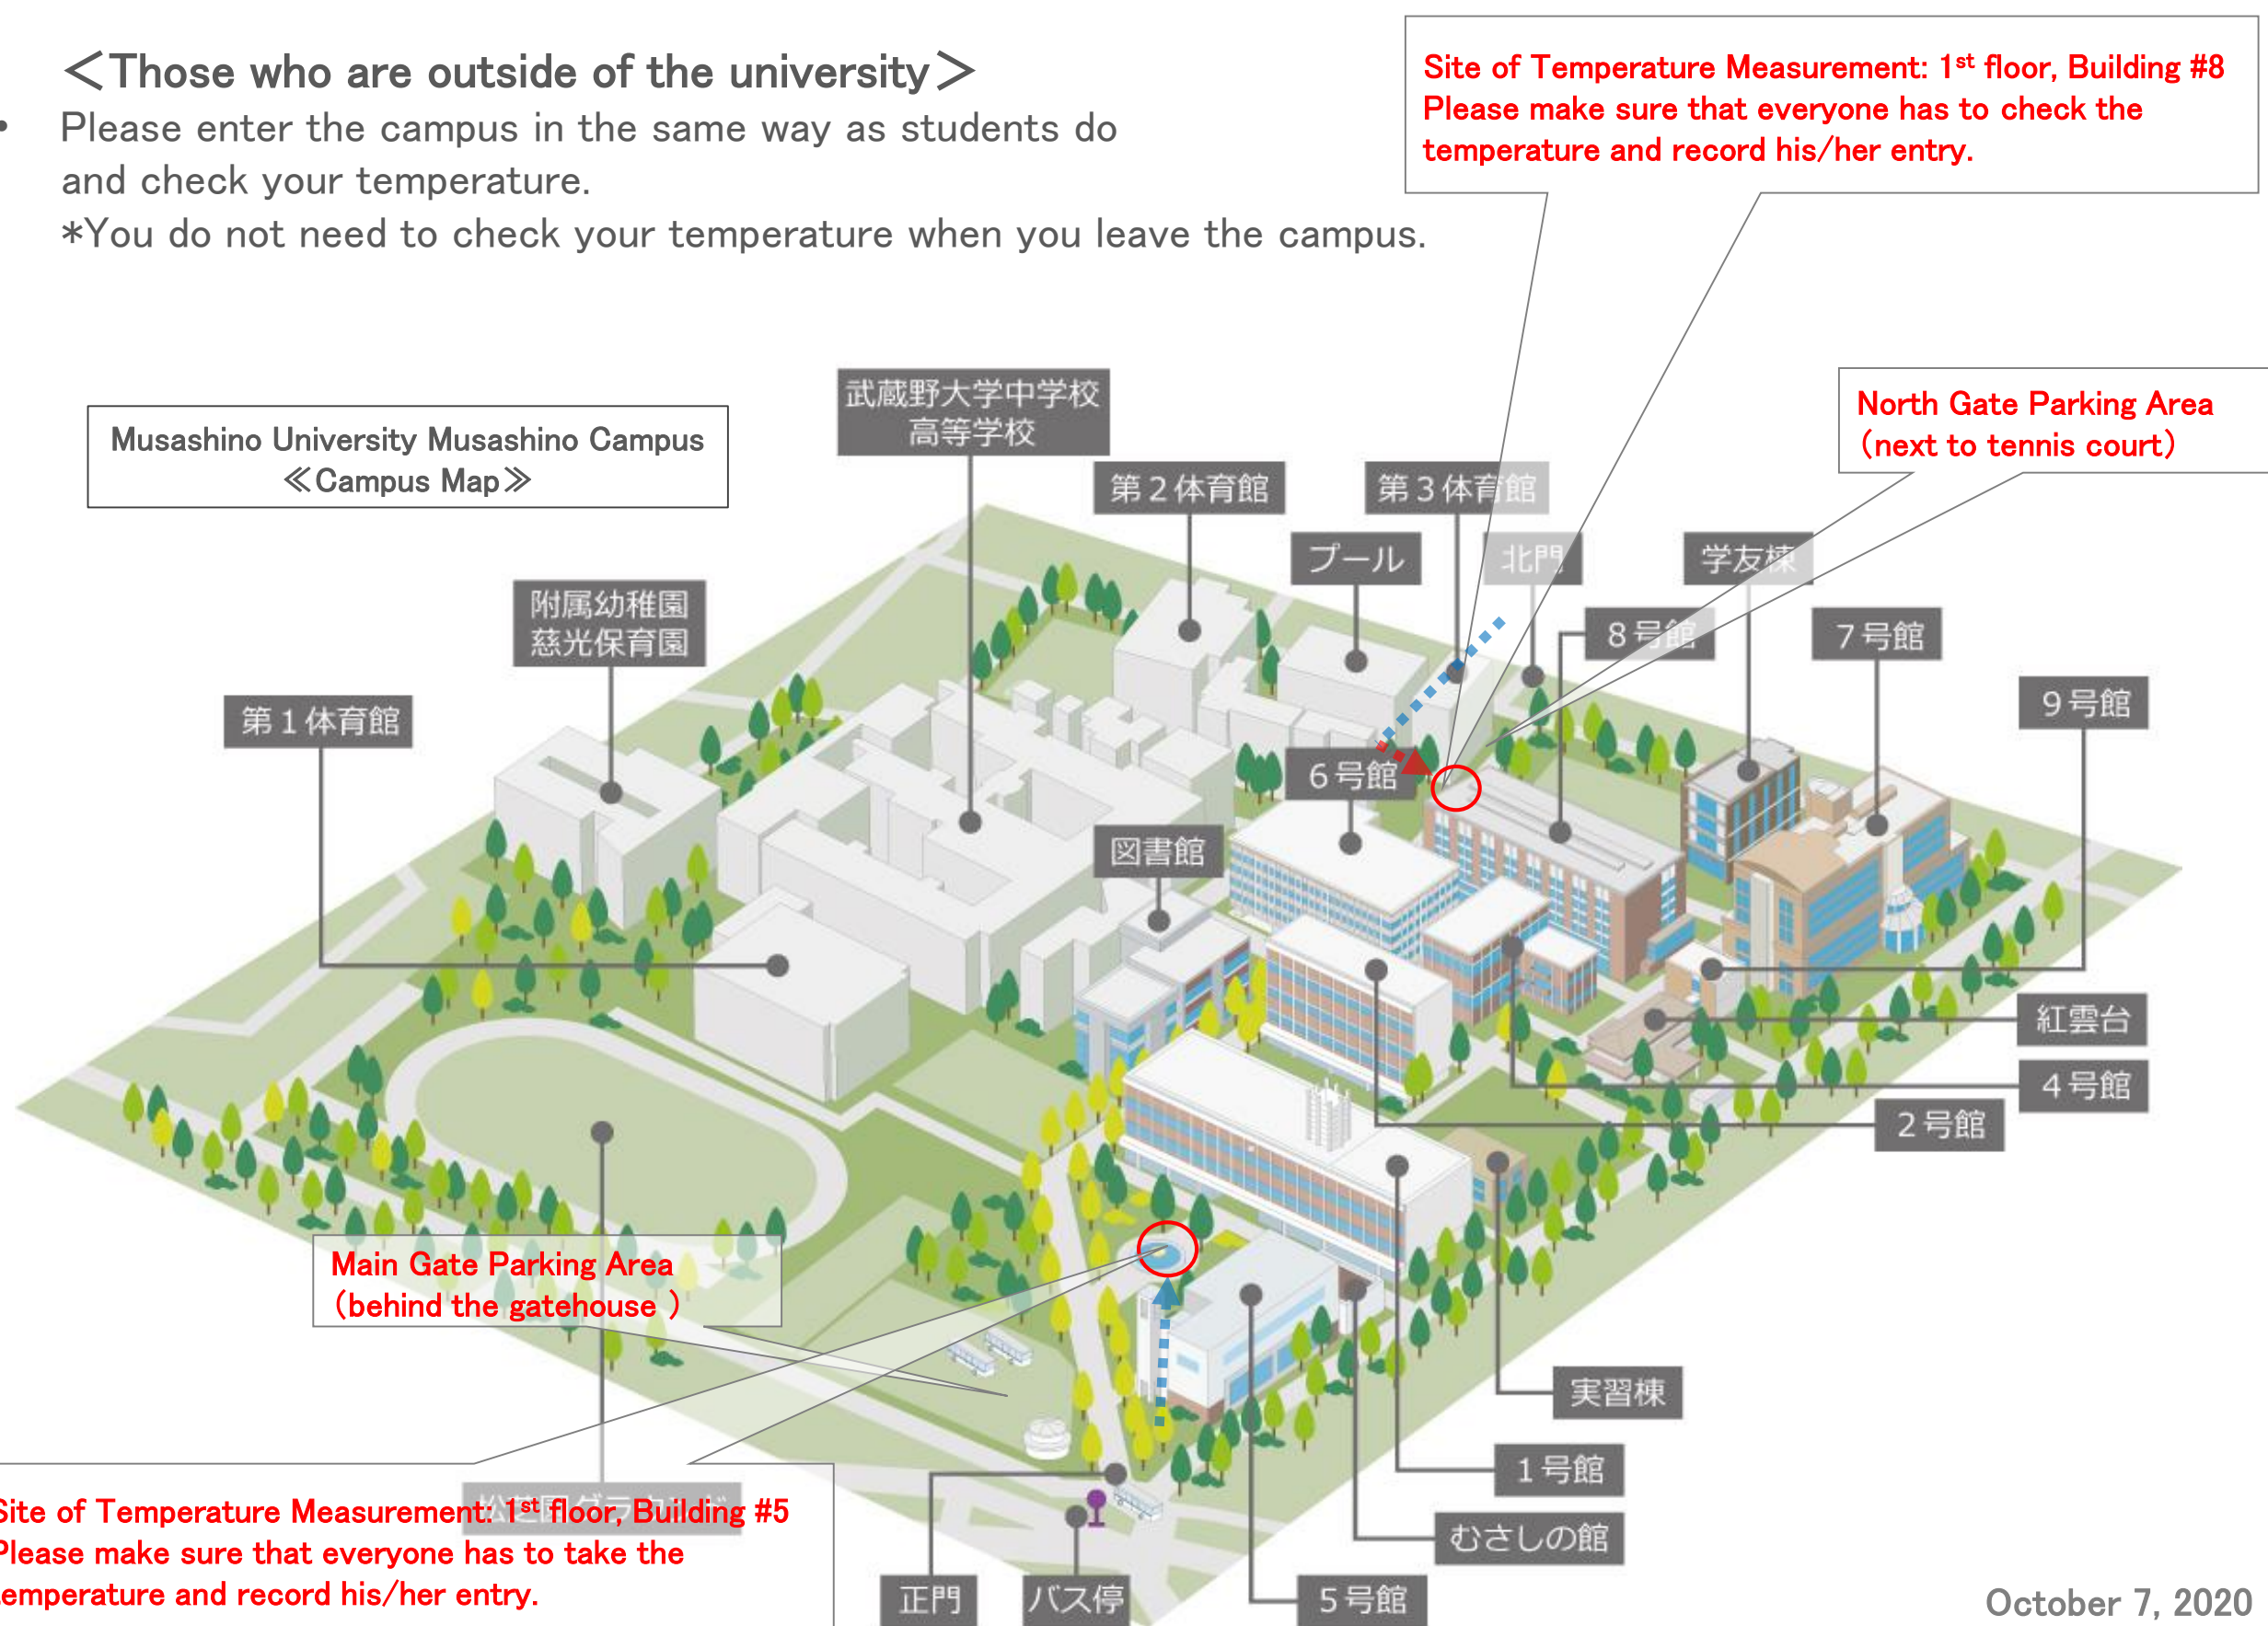 ＜Those who are outside of the university＞
• Please enter the campus in the same way as students do
and check your temperature.
*You do not need to check your temperature when you leave the campus.
Site of Temperature Measurement: 1st floor, Building #8
Please make sure that everyone has to check the
temperature and record his/her entry.
Musashino University Musashino Campus
≪Campus Map≫
North Gate Parking Area
(next to tennis court)
武蔵野大学中学校
高等学校
第2体育館
第3体育館
プール
北門
学友棟
附属幼稚園
慈光保育園
8号館
7号館
第1体育館
9号館
6号館
図書館
紅雲台
4号館
2号館
Main Gate Parking Area
(behind the gatehouse )
実習棟
1号館
むさしの館
Site of Temperature Measurement: 1st floor, Building #5
Please make sure that everyone has to take the
temperature and record his/her entry.
正門
バス停
5号館
October 7, 2020